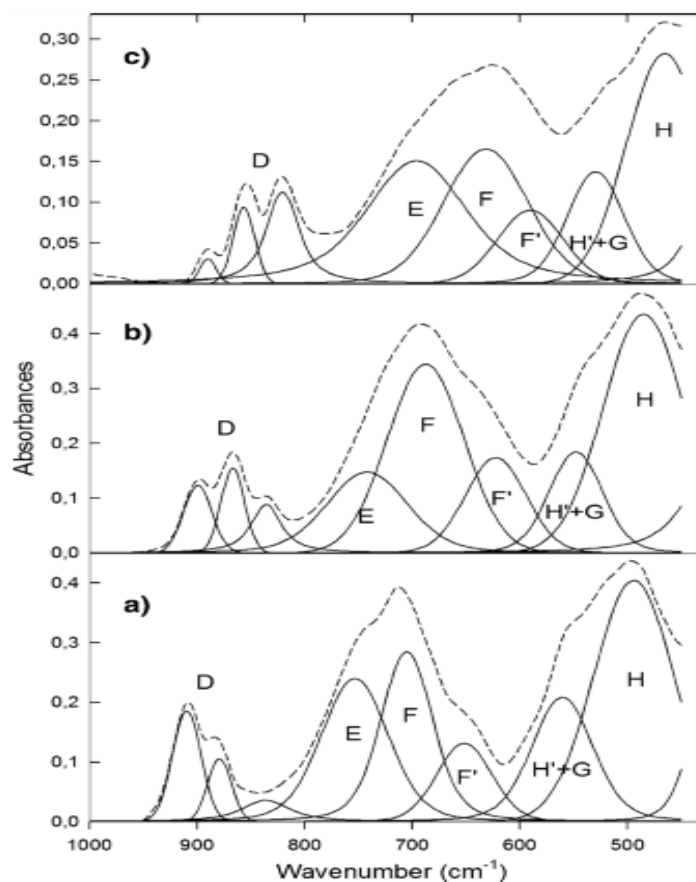 c)
0,30
0,25
0,20
0,15
0,10
0,05
0,00
D
E
F
F'
H'+G
H
b)
0,4
0,3
0,2
0,1
0,0
D
E
F
F'
H'+G
H
a)
0,4
0,3
0,2
0,1
0,0
D
E
F
F'
H'+G
H
Absorbances
1000 900 800 700 600 500
Wavenumber (cm⁻¹)